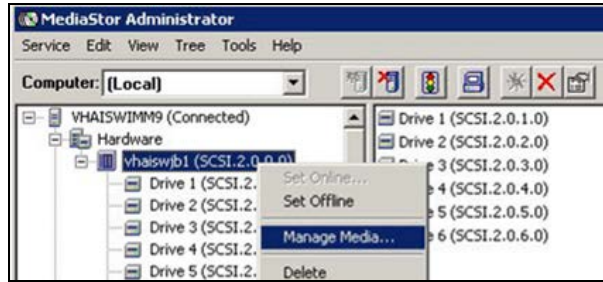 MediaStor Administrator
Service Edit View Tree Tools Help
Computer: (Local)
VHAISWIMM9 (Connected)
Hardware
vhaiswjb1 (SCSI.2.0.0.0)
Drive 1 (SCSI.2.
Drive 2 (SCSI.2.
Drive 3 (SCSI.2.
Drive 4 (SCSI.2.
Drive 5 (SCSI.2.
Set Online...
Set Offline
Manage Media...
Delete
Drive 1 (SCSI.2.0.1.0)
Drive 2 (SCSI.2.0.2.0)
3 (SCSI.2.0.3.0)
4 (SCSI.2.0.4.0)
5 (SCSI.2.0.5.0)
6 (SCSI.2.0.6.0)